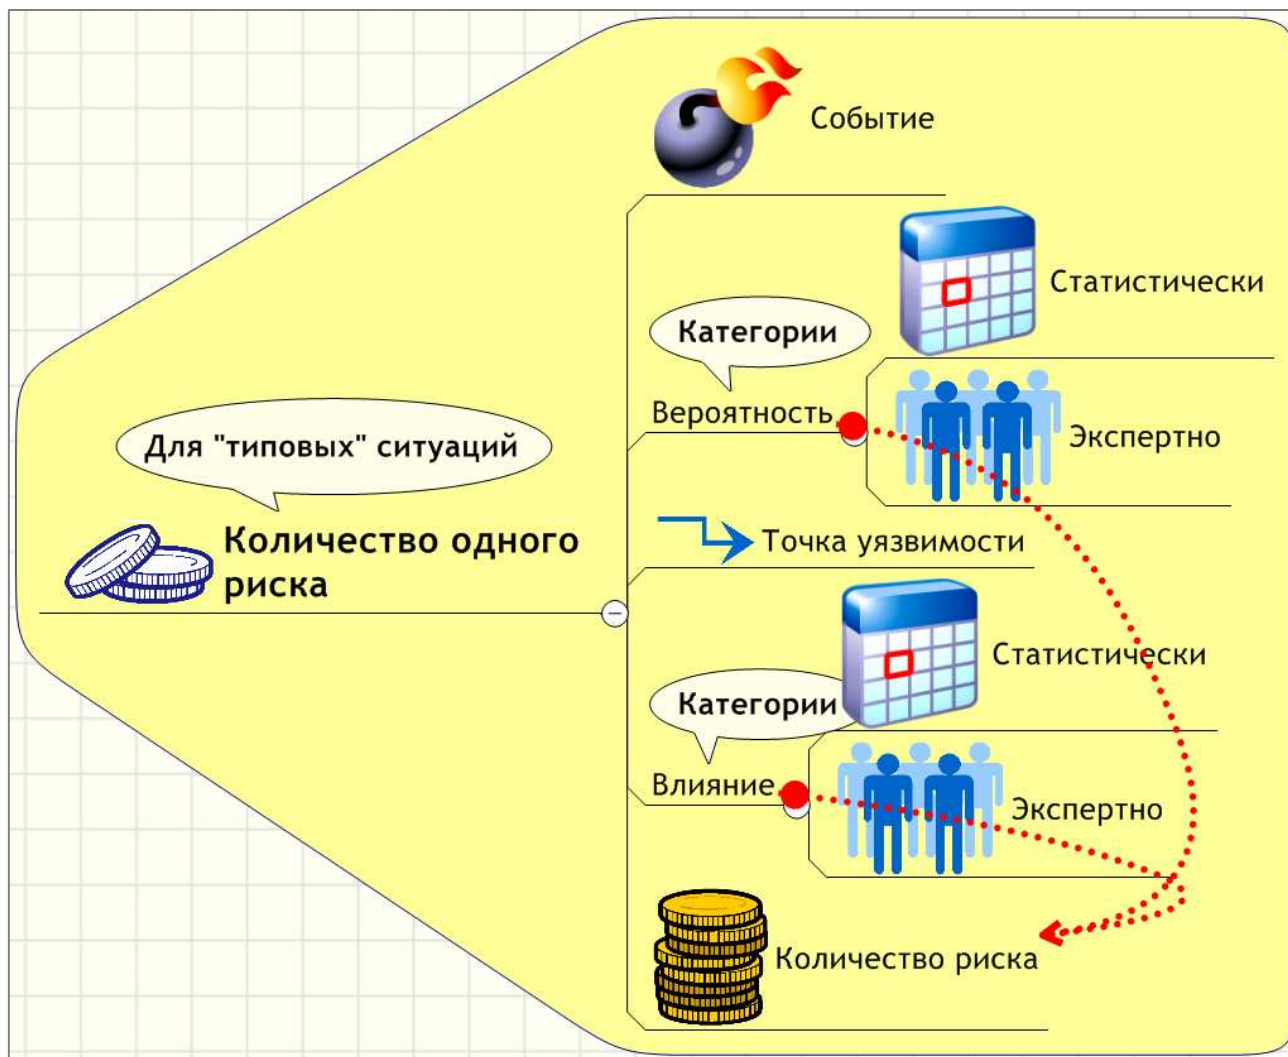 Событие
Статистически
Категории
Вероятность
Экспертно
Для "типовых" ситуаций
Количество одного
риска
Точка уязвимости
Статистически
Категории
Влияние
Экспертно
Количество риска